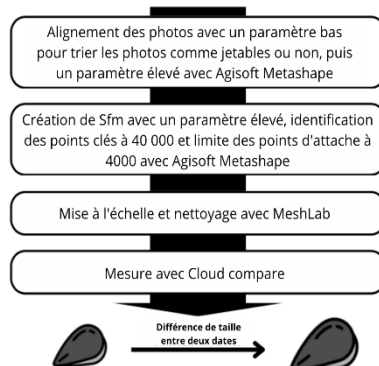 Alignement des photos avec un paramètre bas
pour trier les photos comme jetables ou non, puis
un paramètre élevé avec Agisoft Metashape
Création de Sfm avec un paramètre élevé, identification
des points clés à 40 000 et limite des points d'attache à
4000 avec Agisoft Metashape
Mise à l'échelle et nettoyage avec MeshLab
Mesure avec Cloud compare
Différence de taille
entre deux dates